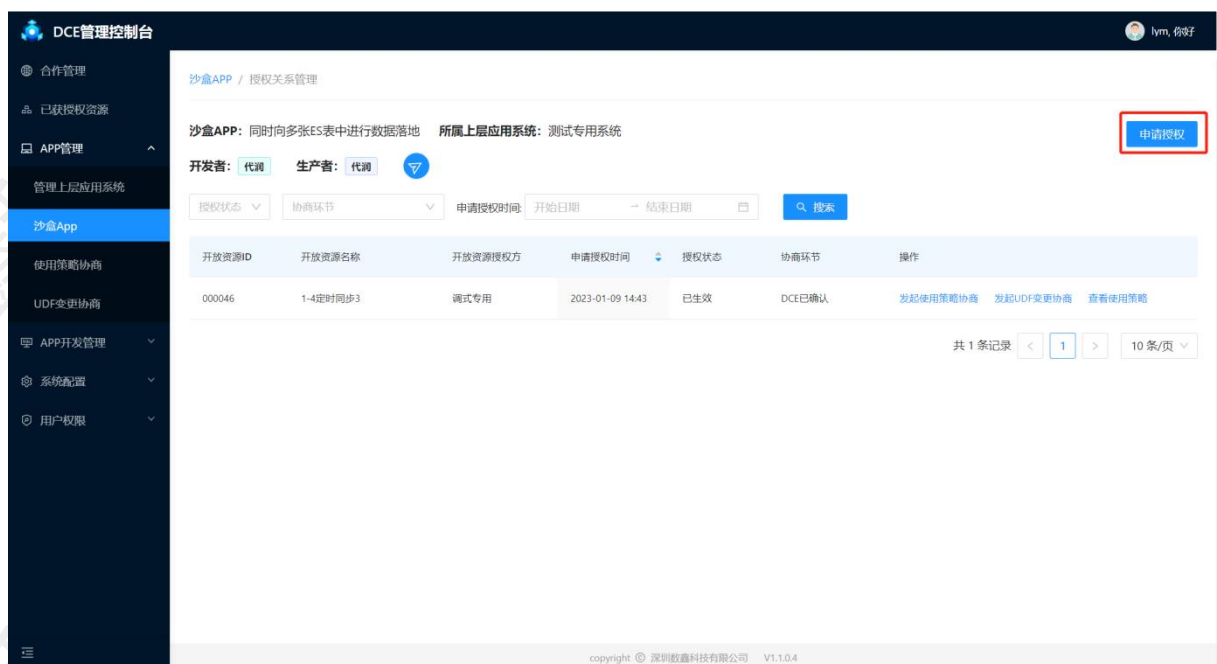 DCE管理控制台
lym, 你好
合作管理
已获授权资源
APP管理
管理上层应用系统
沙盒App
使用策略协商
UDF变更协商
APP开发管理
系统配置
用户权限
沙盒APP / 授权关系管理
沙盒APP：同时向多张ES表中进行数据落地 所属上层应用系统：测试专用系统
申请授权
开发者：代润 生产者：代润
授权状态 协商环节 申请授权时间: 开始日期 → 结束日期 搜索
开放资源ID 开放资源名称 开放资源授权方 申请授权时间 授权状态 协商环节 操作
000046 1-4定时同步3 调式专用 2023-01-09 14:43 已生效 DCE已确认 发起使用策略协商 发起UDF变更协商 查看使用策略
共 1 条记录 < 1 > 10 条/页
copyright © 深圳数鑫科技有限公司 V1.1.0.4